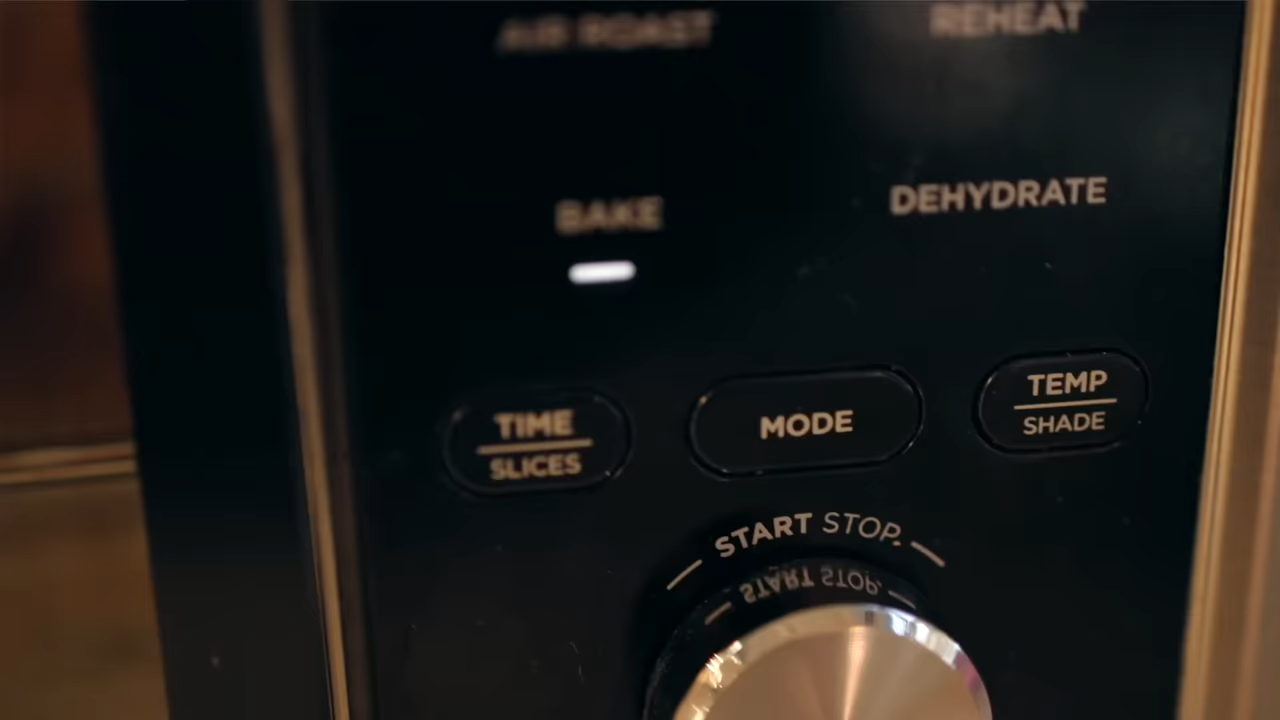 AIR ROAST
REHEAT
BAKE
DEHYDRATE
TIME
SLICES
MODE
TEMP
SHADE
START STOP
START STOP